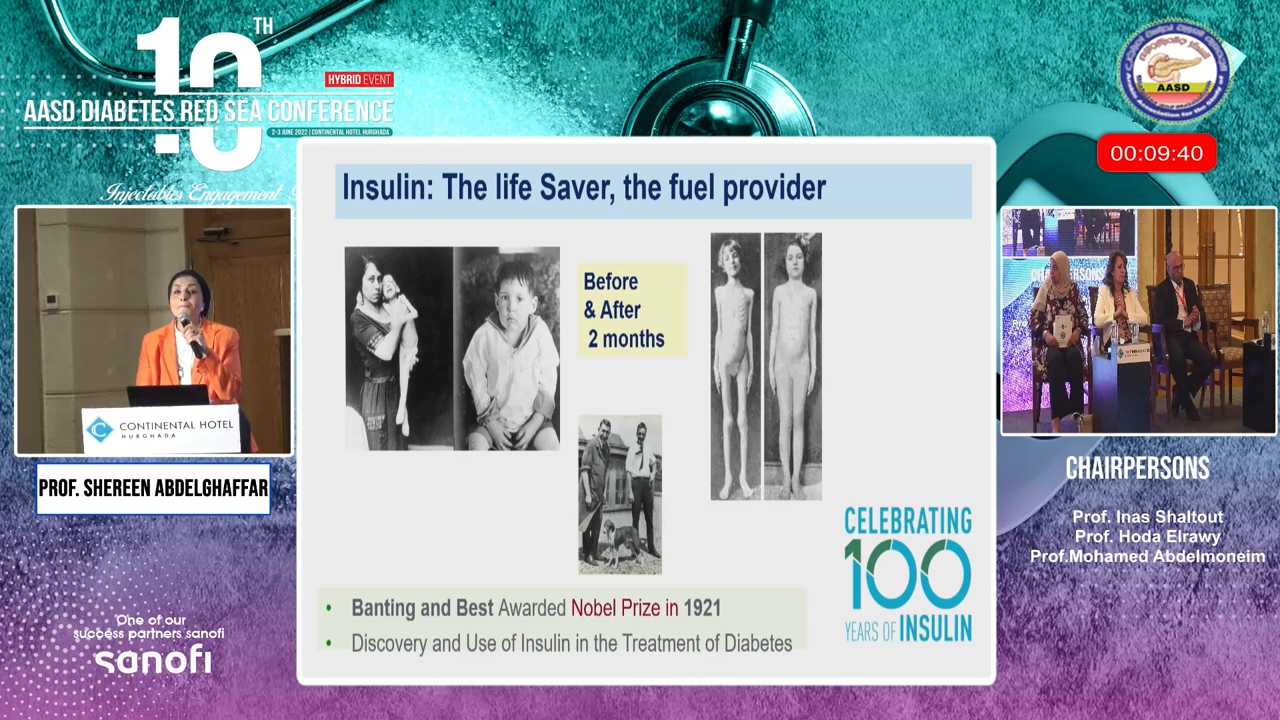 10TH
HYBRID EVENT
AASD DIABETES RED SEA CONFERENCE
2-3 JUNE 2022 | CONTINENTAL HOTEL HURGHADA
Injectables Engagement
AASD
00:09:40
Insulin: The life Saver, the fuel provider
Before
& After
2 months
CONTINENTAL HOTEL
HURGHADA
PROF. SHEREEN ABDELGHAFFAR
CHAIRPERSONS
Prof. Inas Shaltout
Prof. Hoda Elrawy
Prof.Mohamed Abdelmoneim
CELEBRATING
100
YEARS OF INSULIN
• Banting and Best Awarded Nobel Prize in 1921
• Discovery and Use of Insulin in the Treatment of Diabetes
One of our
success partners sanofi
sanofi